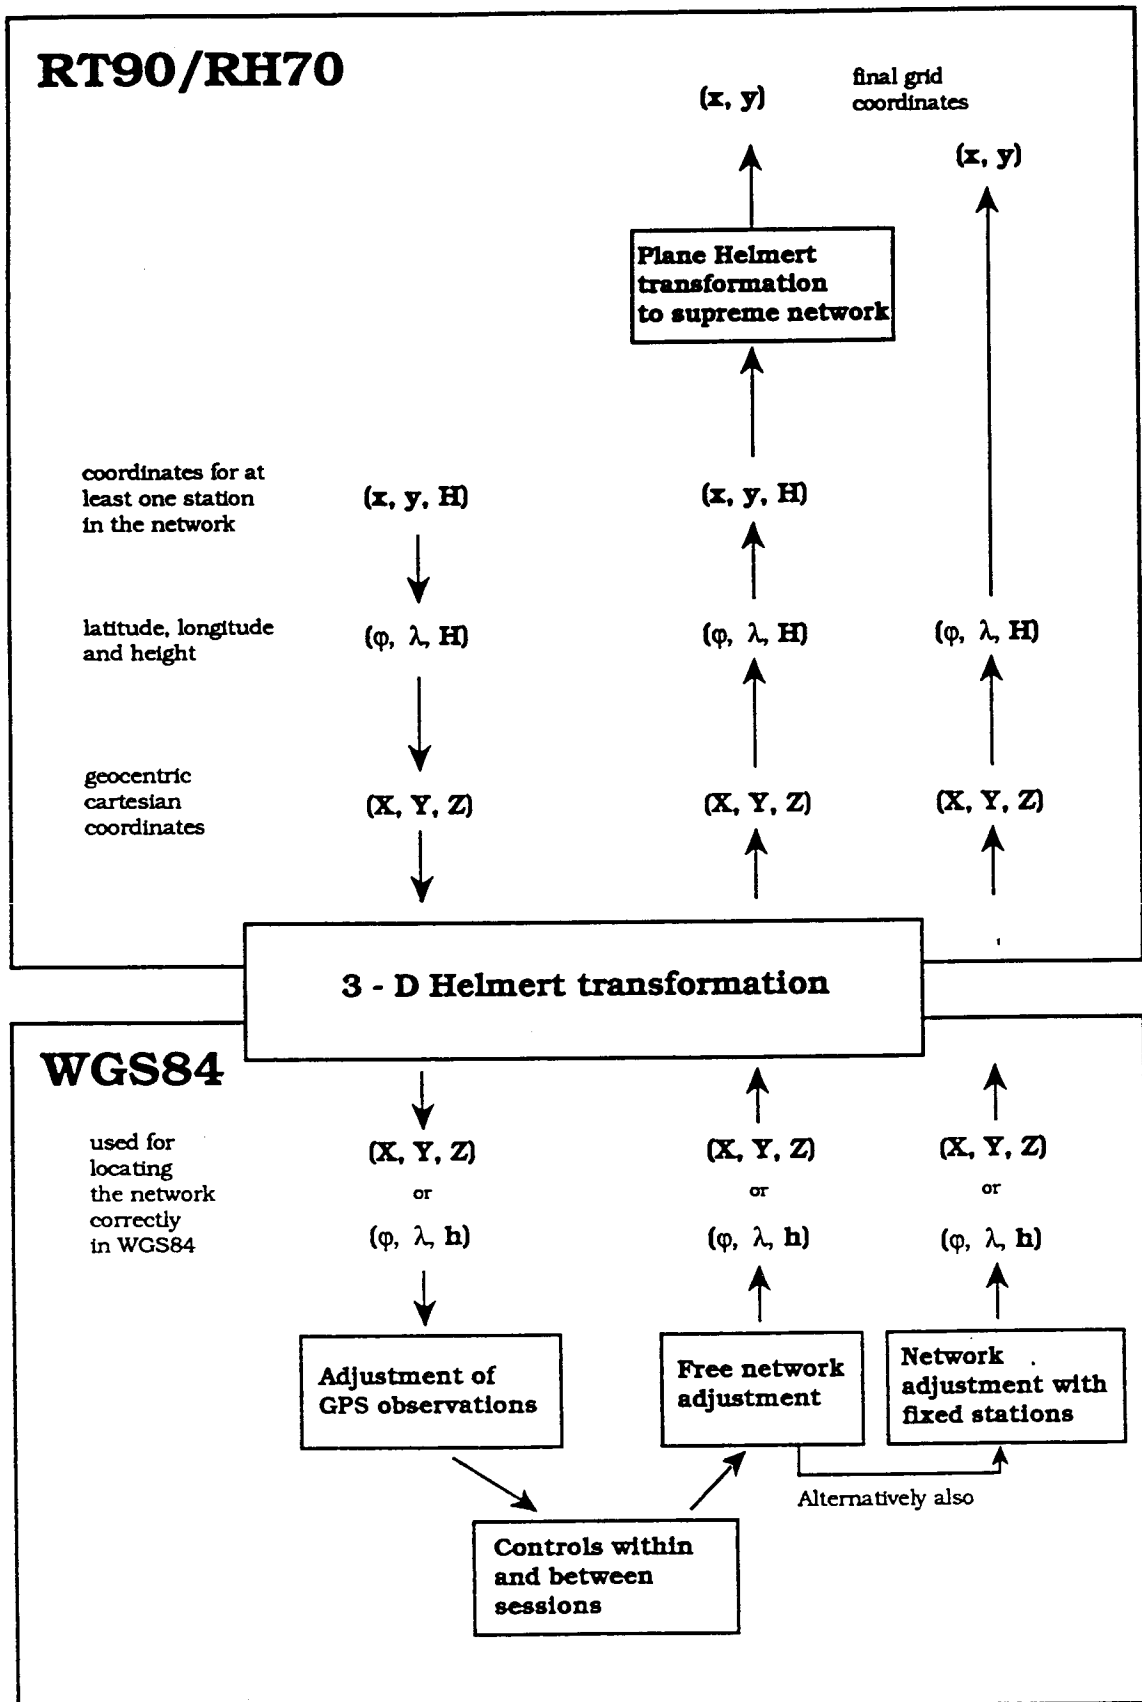 RT90/RH70
(x, y)
final grid
coordinates
(x, y)
Plane Helmert
transformation
to supreme network
coordinates for at
least one station
in the network
(x, y, H)
(x, y, H)
latitude, longitude
and height
(φ, λ, H)
(φ, λ, H)
(φ, λ, H)
geocentric
cartesian
coordinates
(X, Y, Z)
(X, Y, Z)
(X, Y, Z)
3 - D Helmert transformation
WGS84
used for
locating
the network
correctly
in WGS84
(X, Y, Z)
or
(φ, λ, h)
(X, Y, Z)
or
(φ, λ, h)
(X, Y, Z)
or
(φ, λ, h)
Adjustment of
GPS observations
Free network
adjustment
Network
adjustment with
fixed stations
Alternatively also
Controls within
and between
sessions